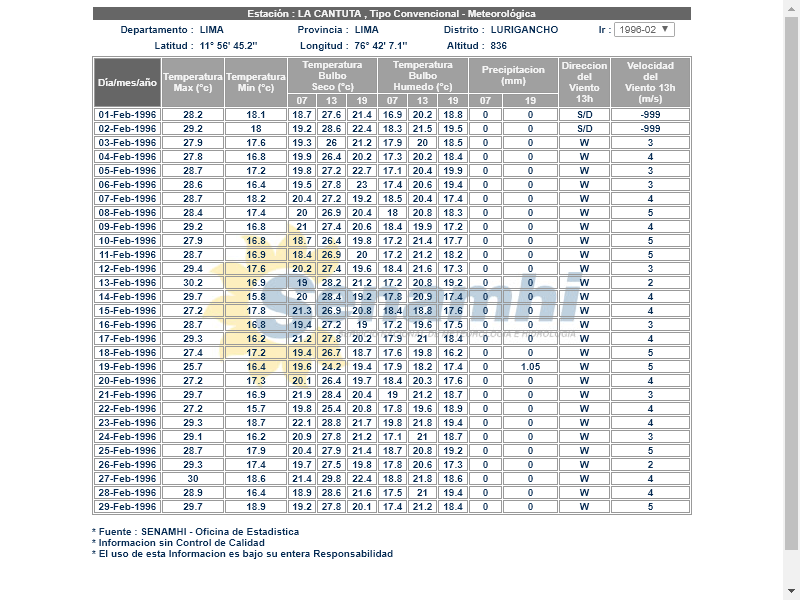 Estación : LA CANTUTA , Tipo Convencional - Meteorológica
Departamento : LIMA Provincia : LIMA Distrito : LURIGANCHO Ir : 1996-02
Latitud : 11° 56' 45.2" Longitud : 76° 42' 7.1" Altitud : 836
Día/mes/año Temperatura Max (°c) Temperatura Min (°c) Temperatura Bulbo Seco (°c) Temperatura Bulbo Humedo (°c) Precipitacion (mm) Direccion del Viento 13h Velocidad del Viento 13h (m/s)
07 13 19 07 13 19 07 19
01-Feb-1996 28.2 18.1 18.7 27.6 21.4 16.9 20.2 18.8 0 0 S/D -999
02-Feb-1996 29.2 18 19.2 28.6 22.4 18.3 21.5 19.5 0 0 S/D -999
03-Feb-1996 27.9 17.6 19.3 26 21.2 17.9 20 18.5 0 0 W 3
04-Feb-1996 27.8 16.8 19.9 26.4 20.2 17.3 20.2 18.4 0 0 W 4
05-Feb-1996 28.7 17.2 19.8 27.2 22.7 17.1 20.4 19.9 0 0 W 3
06-Feb-1996 28.6 16.4 19.5 27.8 23 17.4 20.6 19.4 0 0 W 3
07-Feb-1996 28.7 18.2 20.4 27.2 19.2 18.5 20.4 17.4 0 0 W 4
08-Feb-1996 28.4 17.4 20 26.9 20.4 18 20.8 18.3 0 0 W 5
09-Feb-1996 29.2 16.8 21 27.4 20.6 18.4 19.9 17.2 0 0 W 4
10-Feb-1996 27.9 16.8 18.7 26.4 19.8 17.2 21.4 17.7 0 0 W 5
11-Feb-1996 28.7 16.9 18.4 26.9 20 17.2 21.2 18.2 0 0 W 5
12-Feb-1996 29.4 17.6 20.2 27.4 19.6 18.4 21.6 17.3 0 0 W 3
13-Feb-1996 30.2 16.9 19 28.2 21.2 17.2 20.8 19.2 0 0 W 2
14-Feb-1996 29.7 15.8 20 28.4 19.2 17.8 20.9 17.4 0 0 W 4
15-Feb-1996 27.2 17.8 21.3 26.9 20.8 18.4 18.8 17.6 0 0 W 4
16-Feb-1996 28.7 16.8 19.4 27.2 19 17.2 19.6 17.5 0 0 W 3
17-Feb-1996 29.3 16.2 21.2 27.8 20.2 17.9 21 18.4 0 0 W 4
18-Feb-1996 27.4 17.2 19.4 26.7 18.7 17.6 19.8 16.2 0 0 W 5
19-Feb-1996 25.7 16.4 19.6 24.2 19.4 17.9 18.2 17.4 0 1.05 W 5
20-Feb-1996 27.2 17.3 20.1 26.4 19.7 18.4 20.3 17.6 0 0 W 4
21-Feb-1996 29.7 16.9 21.9 28.4 20.4 19 21.2 18.7 0 0 W 3
22-Feb-1996 27.2 15.7 19.8 25.4 20.8 17.8 19.6 18.9 0 0 W 4
23-Feb-1996 29.3 18.7 22.1 28.8 21.7 19.8 21.8 19.4 0 0 W 4
24-Feb-1996 29.1 16.2 20.9 27.8 21.2 17.1 21 18.7 0 0 W 3
25-Feb-1996 28.7 17.9 20.4 27.9 21.4 18.7 20.8 19.2 0 0 W 5
26-Feb-1996 29.3 17.4 19.7 27.5 19.8 17.8 20.6 17.3 0 0 W 2
27-Feb-1996 30 18.6 21.4 29.8 22.4 18.8 21.8 18.6 0 0 W 4
28-Feb-1996 28.9 16.4 18.9 28.6 21.6 17.5 21 19.4 0 0 W 4
29-Feb-1996 29.7 18.9 19.2 27.8 20.1 17.4 21.2 18.4 0 0 W 5
Senamhi
* Fuente : SENAMHI - Oficina de Estadistica
* Informacion sin Control de Calidad
* El uso de esta Informacion es bajo su entera Responsabilidad